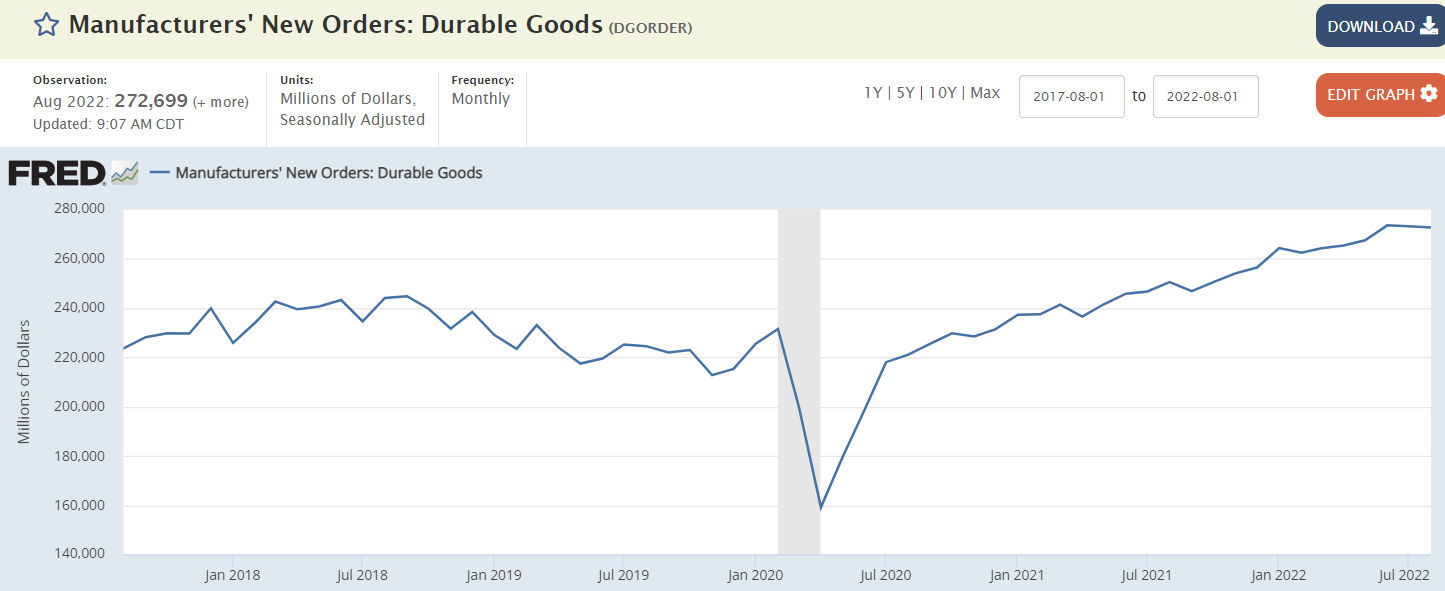 Manufacturers' New Orders: Durable Goods (DGORDER)
DOWNLOAD
Observation:
Aug 2022: 272,699 (+ more)
Updated: 9:07 AM CDT
Units:
Millions of Dollars,
Seasonally Adjusted
Frequency:
Monthly
1Y | 5Y | 10Y | Max
2017-08-01 to 2022-08-01
EDIT GRAPH
FRED
Manufacturers' New Orders: Durable Goods
Millions of Dollars
280,000
260,000
240,000
220,000
200,000
180,000
160,000
140,000
Jan 2018 Jul 2018 Jan 2019 Jul 2019 Jan 2020 Jul 2020 Jan 2021 Jul 2021 Jan 2022 Jul 2022